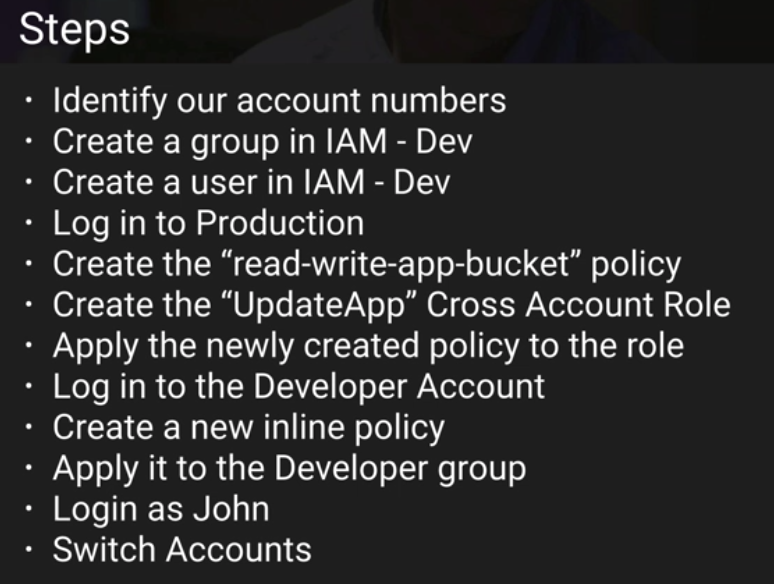 Steps
· Identify our account numbers
· Create a group in IAM - Dev
· Create a user in IAM - Dev
· Log in to Production
· Create the “read-write-app-bucket” policy
· Create the “UpdateApp” Cross Account Role
· Apply the newly created policy to the role
· Log in to the Developer Account
· Create a new inline policy
· Apply it to the Developer group
· Login as John
· Switch Accounts